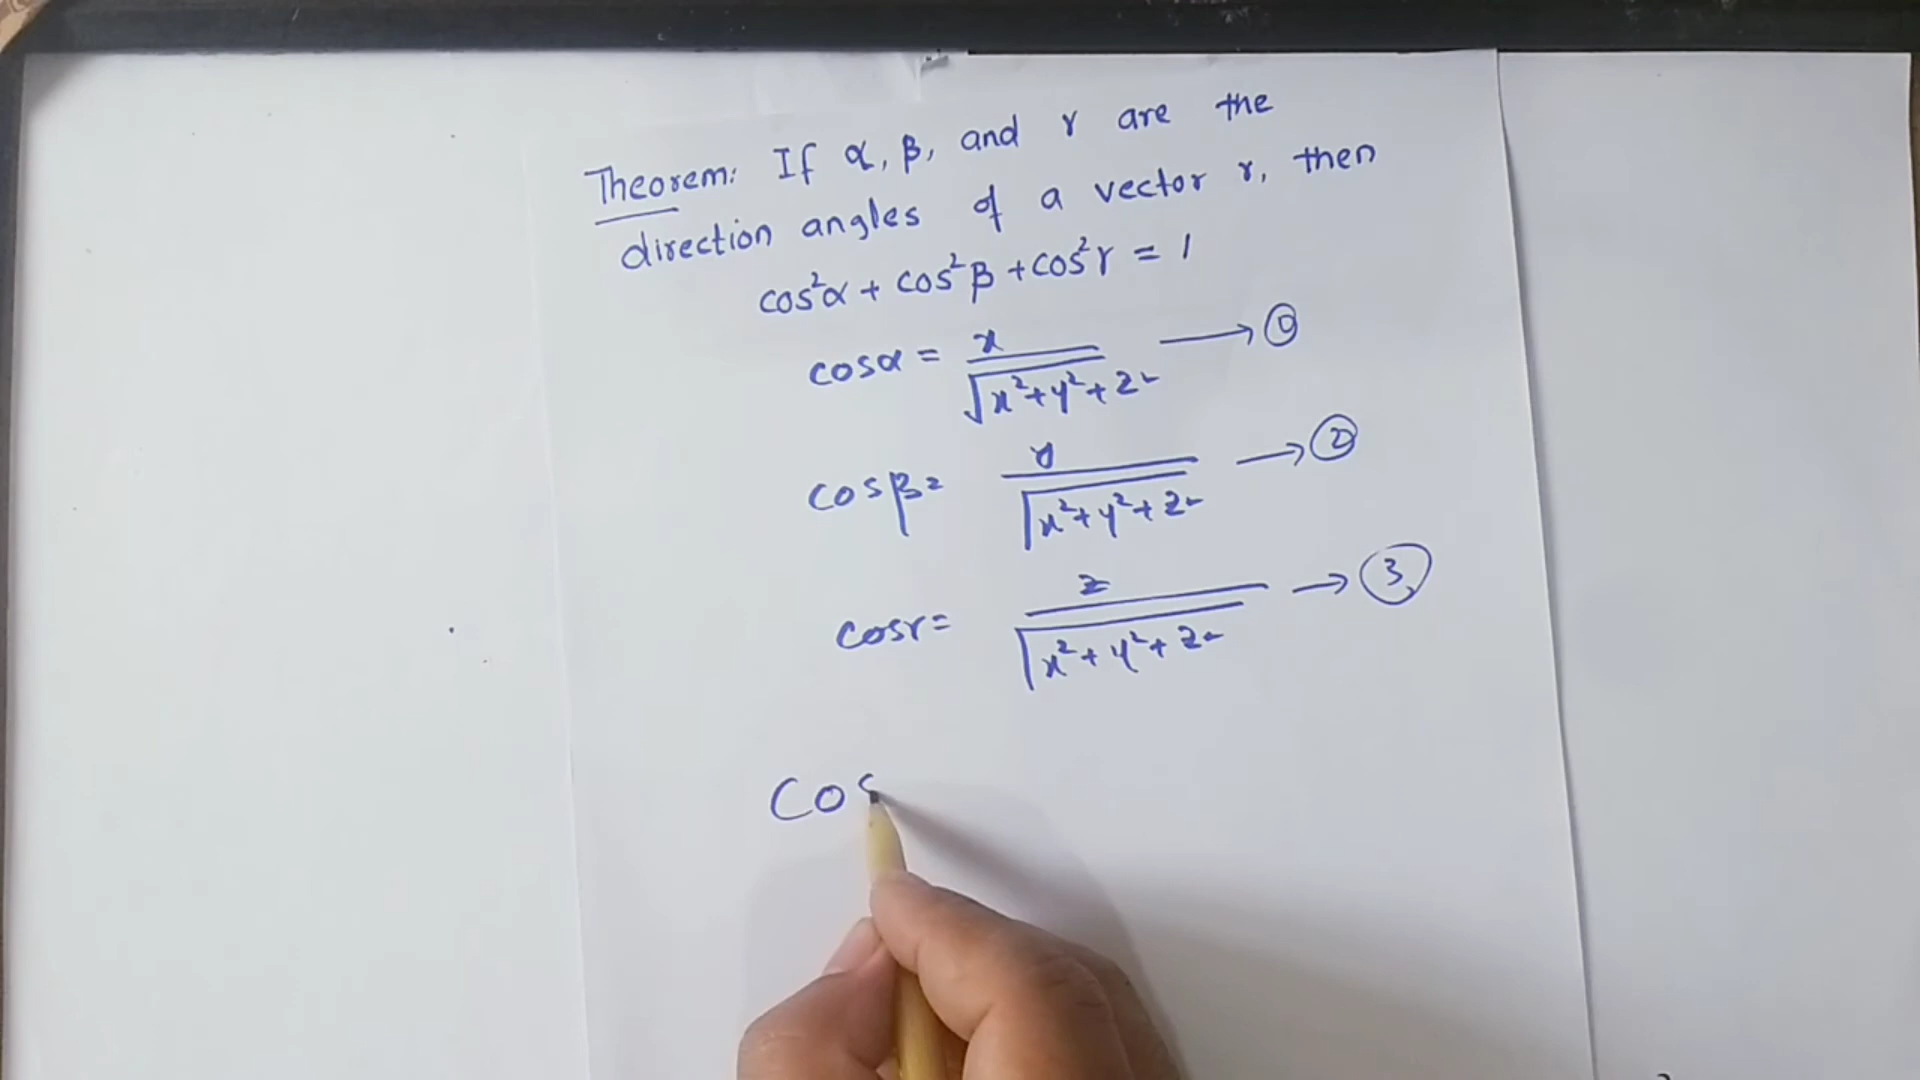 Theorem: If α, β, and γ are the
direction angles of a vector r, then
cos²α + cos²β + cos²γ = 1
cosα = x / √x²+y²+z² → ①
cosβ = y / √x²+y²+z² → ②
cosγ = z / √x²+y²+z² → ③
Cos